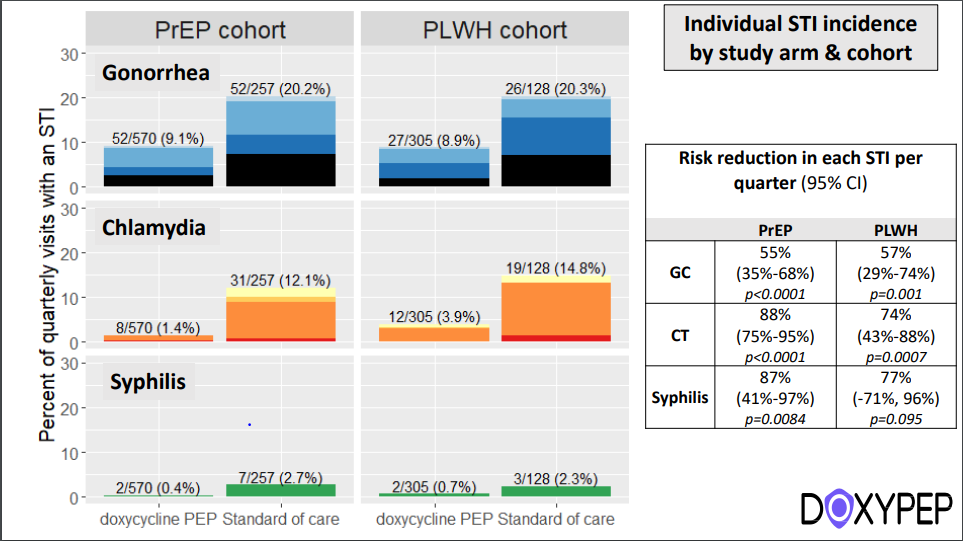 PrEP cohort
PLWH cohort
Individual STI incidence
by study arm & cohort
Percent of quarterly visits with an STI
30
20
10
0
Gonorrhea
52/570 (9.1%)
52/257 (20.2%)
27/305 (8.9%)
26/128 (20.3%)
30
20
10
0
Chlamydia
8/570 (1.4%)
31/257 (12.1%)
12/305 (3.9%)
19/128 (14.8%)
30
20
10
0
Syphilis
2/570 (0.4%)
7/257 (2.7%)
2/305 (0.7%)
3/128 (2.3%)
doxycycline PEP Standard of care
doxycycline PEP Standard of care
Risk reduction in each STI per
quarter (95% CI)
PrEP PLWH
GC
55%
(35%-68%)
p<0.0001
57%
(29%-74%)
p=0.001
CT
88%
(75%-95%)
p<0.0001
74%
(43%-88%)
p=0.0007
Syphilis
87%
(41%-97%)
p=0.0084
77%
(-71%, 96%)
p=0.095
DOXYPEP